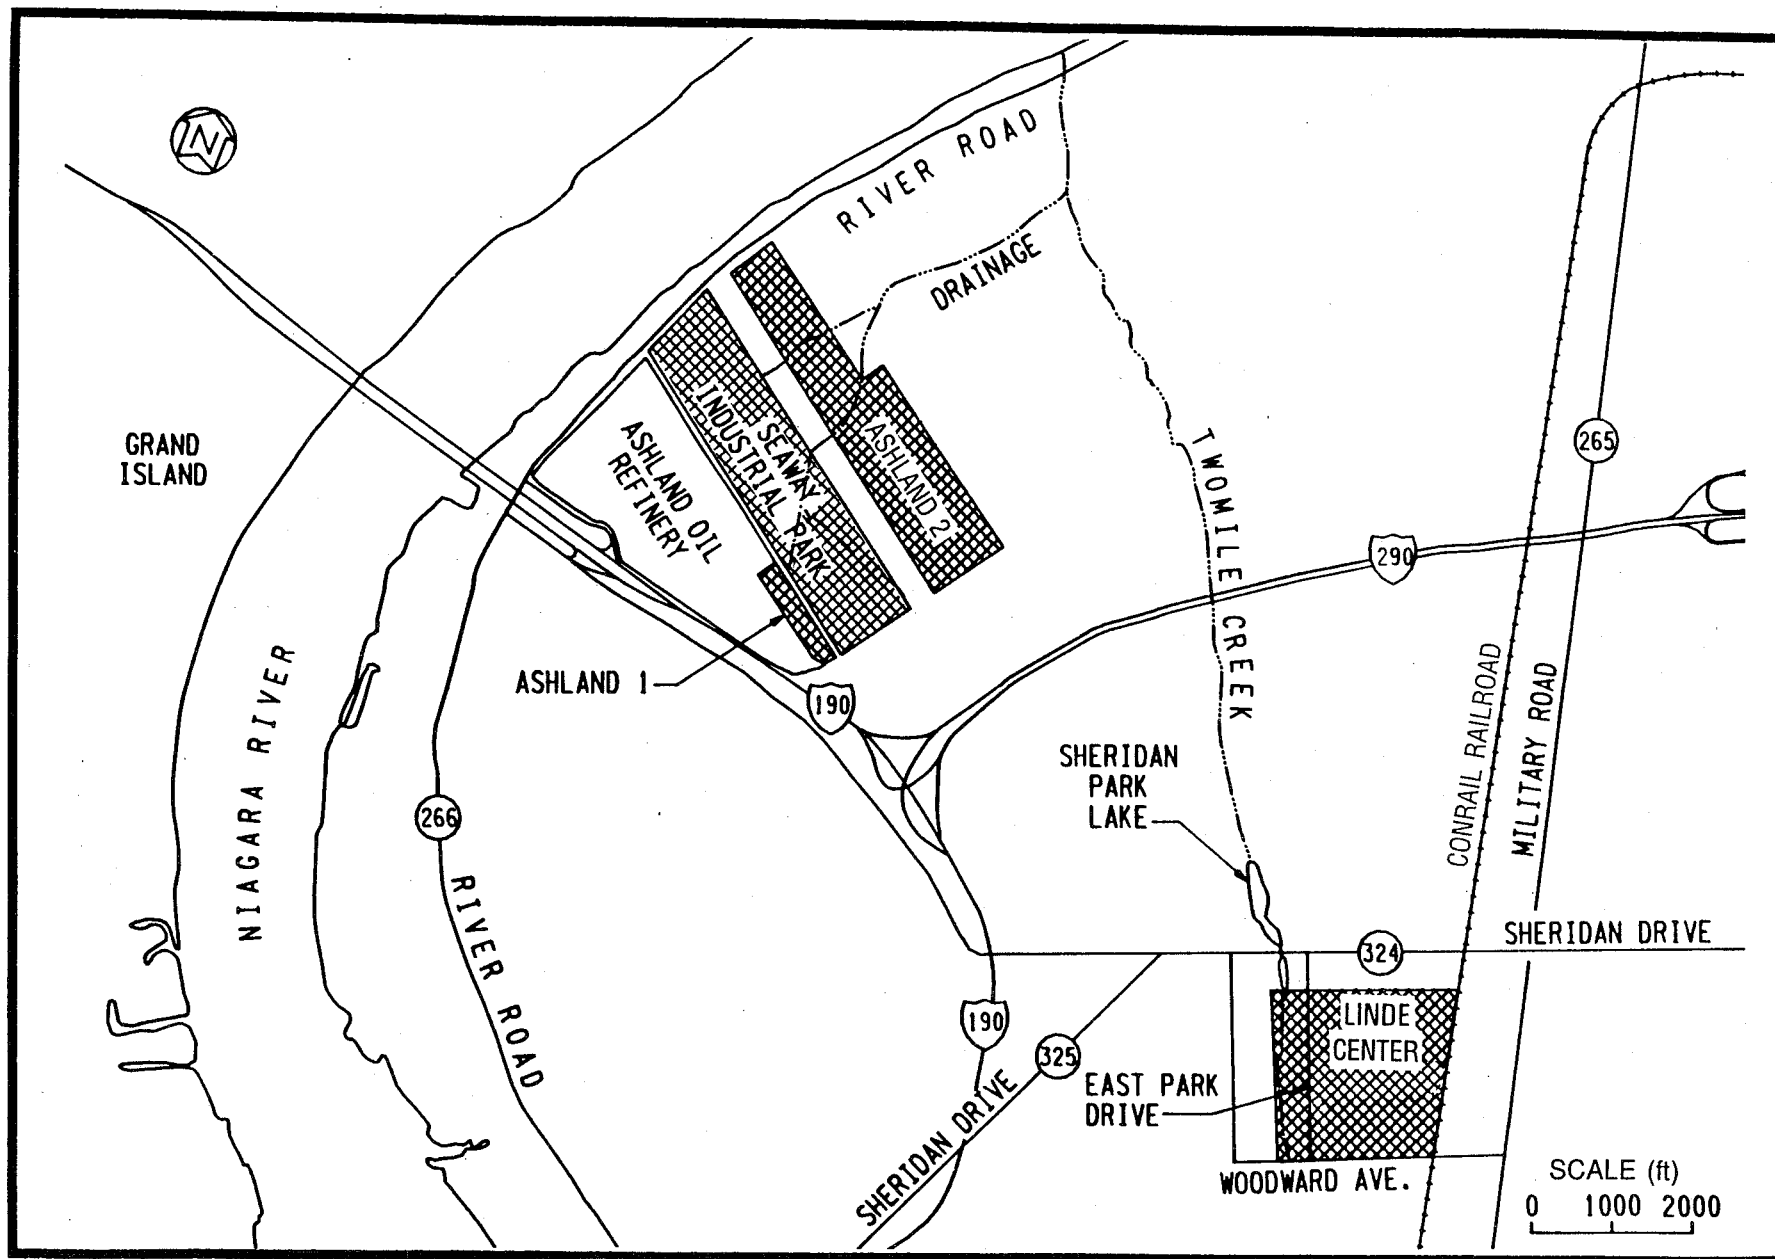 N
RIVER ROAD
DRAINAGE
GRAND
ISLAND
ASHLAND OIL
REFINERY
SEAWAY
INDUSTRIAL PARK
ASHLAND 2
TWOMILE CREEK
265
290
ASHLAND 1
190
NIAGARA RIVER
266
RIVER ROAD
SHERIDAN
PARK
LAKE
CONRAIL RAILROAD
MILITARY ROAD
SHERIDAN DRIVE
324
190
325
SHERIDAN DRIVE
LINDE
CENTER
EAST PARK
DRIVE
WOODWARD AVE.
SCALE (ft)
0 1000 2000